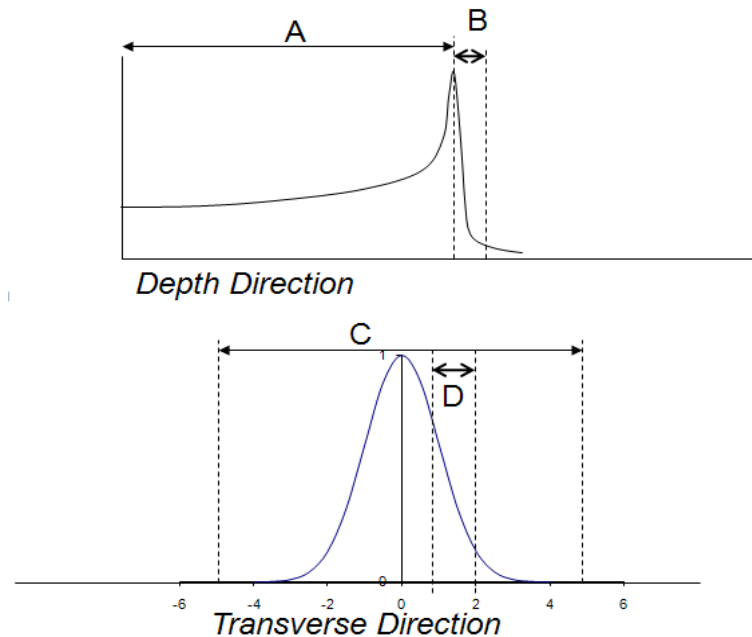 A
B
Depth Direction
C
1
D
0
-6 -4 -2 0 2 4 6
Transverse Direction